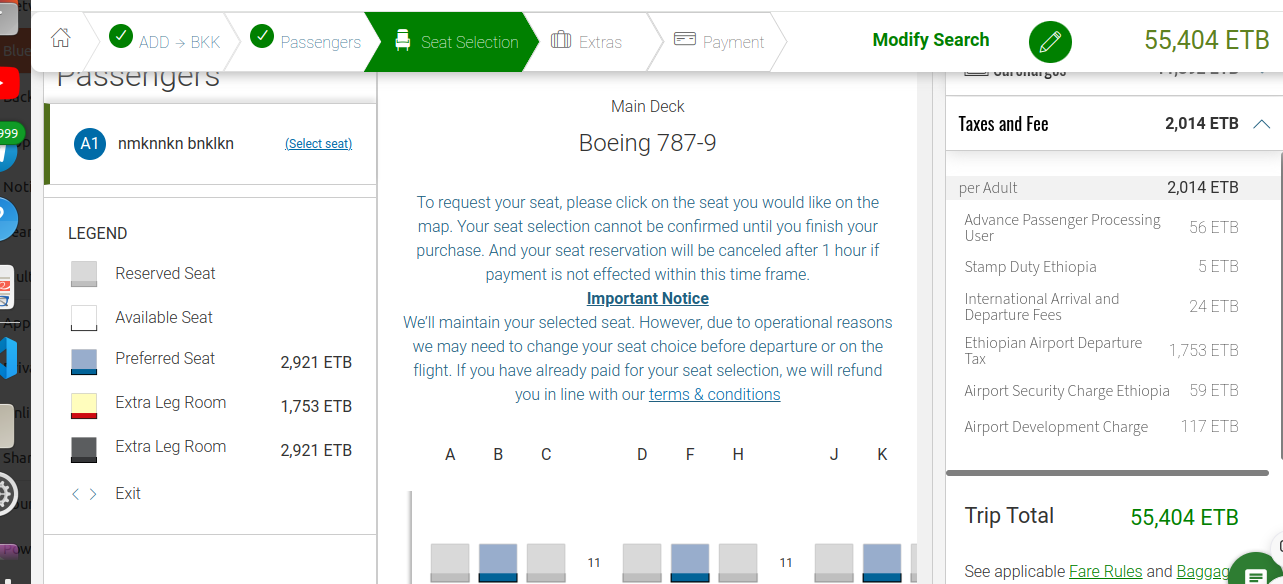 ADD → BKK
Passengers
Seat Selection
Extras
Payment
Modify Search
55,404 ETB
Passengers
A1 nmknnkn bnklkn (Select seat)
LEGEND
Reserved Seat
Available Seat
Preferred Seat 2,921 ETB
Extra Leg Room 1,753 ETB
Extra Leg Room 2,921 ETB
Exit
Main Deck
Boeing 787-9
To request your seat, please click on the seat you would like on the
map. Your seat selection cannot be confirmed until you finish your
purchase. And your seat reservation will be canceled after 1 hour if
payment is not effected within this time frame.
Important Notice
We'll maintain your selected seat. However, due to operational reasons
we may need to change your seat choice before departure or on the
flight. If you have already paid for your seat selection, we will refund
you in line with our terms & conditions
A B C D F H J K
11 11
Taxes and Fee 2,014 ETB
per Adult 2,014 ETB
Advance Passenger Processing
User 56 ETB
Stamp Duty Ethiopia 5 ETB
International Arrival and
Departure Fees 24 ETB
Ethiopian Airport Departure
Tax 1,753 ETB
Airport Security Charge Ethiopia 59 ETB
Airport Development Charge 117 ETB
Trip Total 55,404 ETB
See applicable Fare Rules and Baggag
999